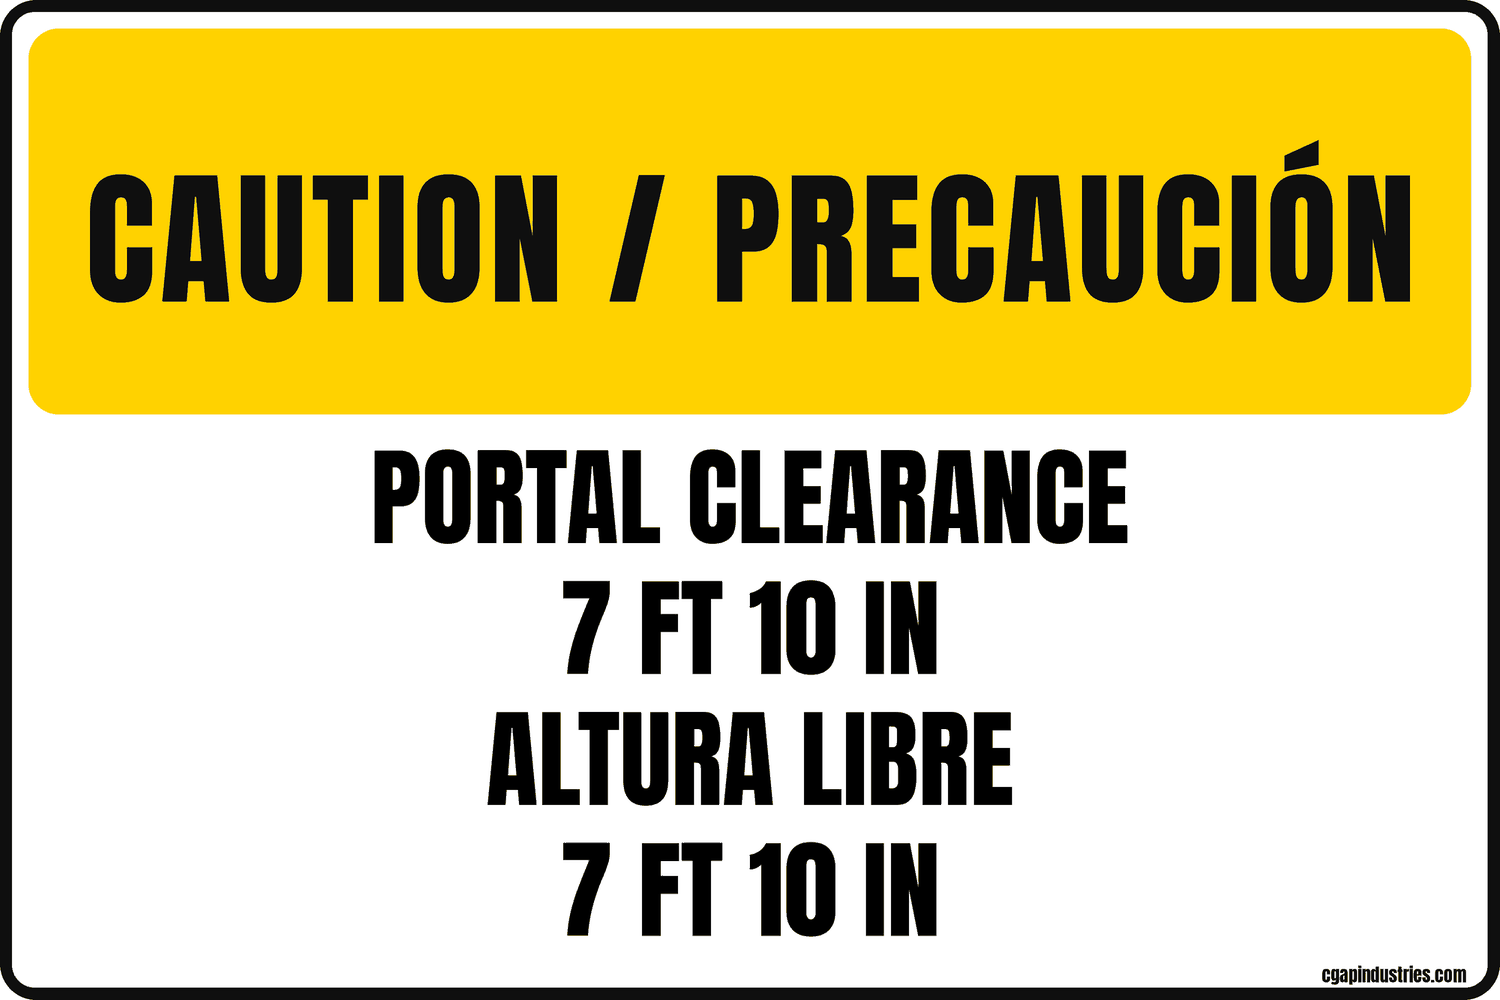 CAUTION / PRECAUCIÓN
PORTAL CLEARANCE
7 FT 10 IN
ALTURA LIBRE
7 FT 10 IN
cgapindustries.com